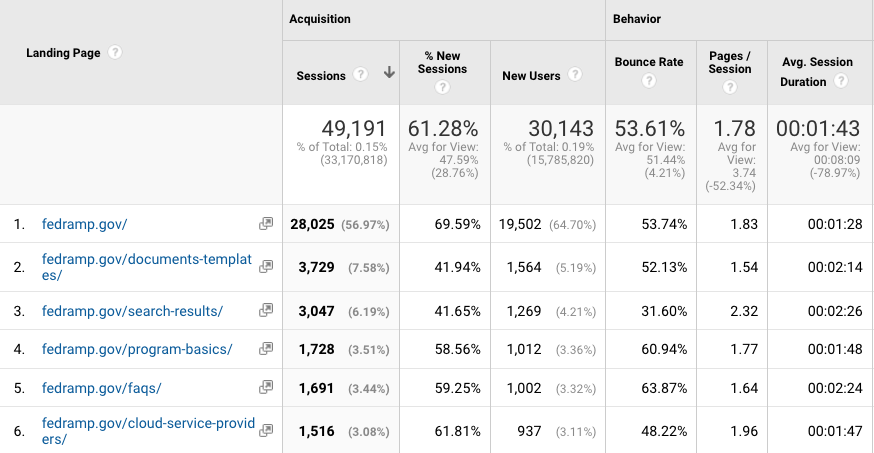 Acquisition Behavior
Landing Page ? Sessions ? % New Sessions ? New Users ? Bounce Rate ? Pages / Session ? Avg. Session Duration ?
49,191 61.28% 30,143 53.61% 1.78 00:01:43
% of Total: 0.15% (33,170,818) Avg for View: 47.59% (28.76%) % of Total: 0.19% (15,785,820) Avg for View: 51.44% (4.21%) Avg for View: 3.74 (-52.34%) Avg for View: 00:08:09 (-78.97%)
1. fedramp.gov/ 28,025 (56.97%) 69.59% 19,502 (64.70%) 53.74% 1.83 00:01:28
2. fedramp.gov/documents-templat
es/ 3,729 (7.58%) 41.94% 1,564 (5.19%) 52.13% 1.54 00:02:14
3. fedramp.gov/search-results/ 3,047 (6.19%) 41.65% 1,269 (4.21%) 31.60% 2.32 00:02:26
4. fedramp.gov/program-basics/ 1,728 (3.51%) 58.56% 1,012 (3.36%) 60.94% 1.77 00:01:48
5. fedramp.gov/faqs/ 1,691 (3.44%) 59.25% 1,002 (3.32%) 63.87% 1.64 00:02:24
6. fedramp.gov/cloud-service-provid
ers/ 1,516 (3.08%) 61.81% 937 (3.11%) 48.22% 1.96 00:01:47